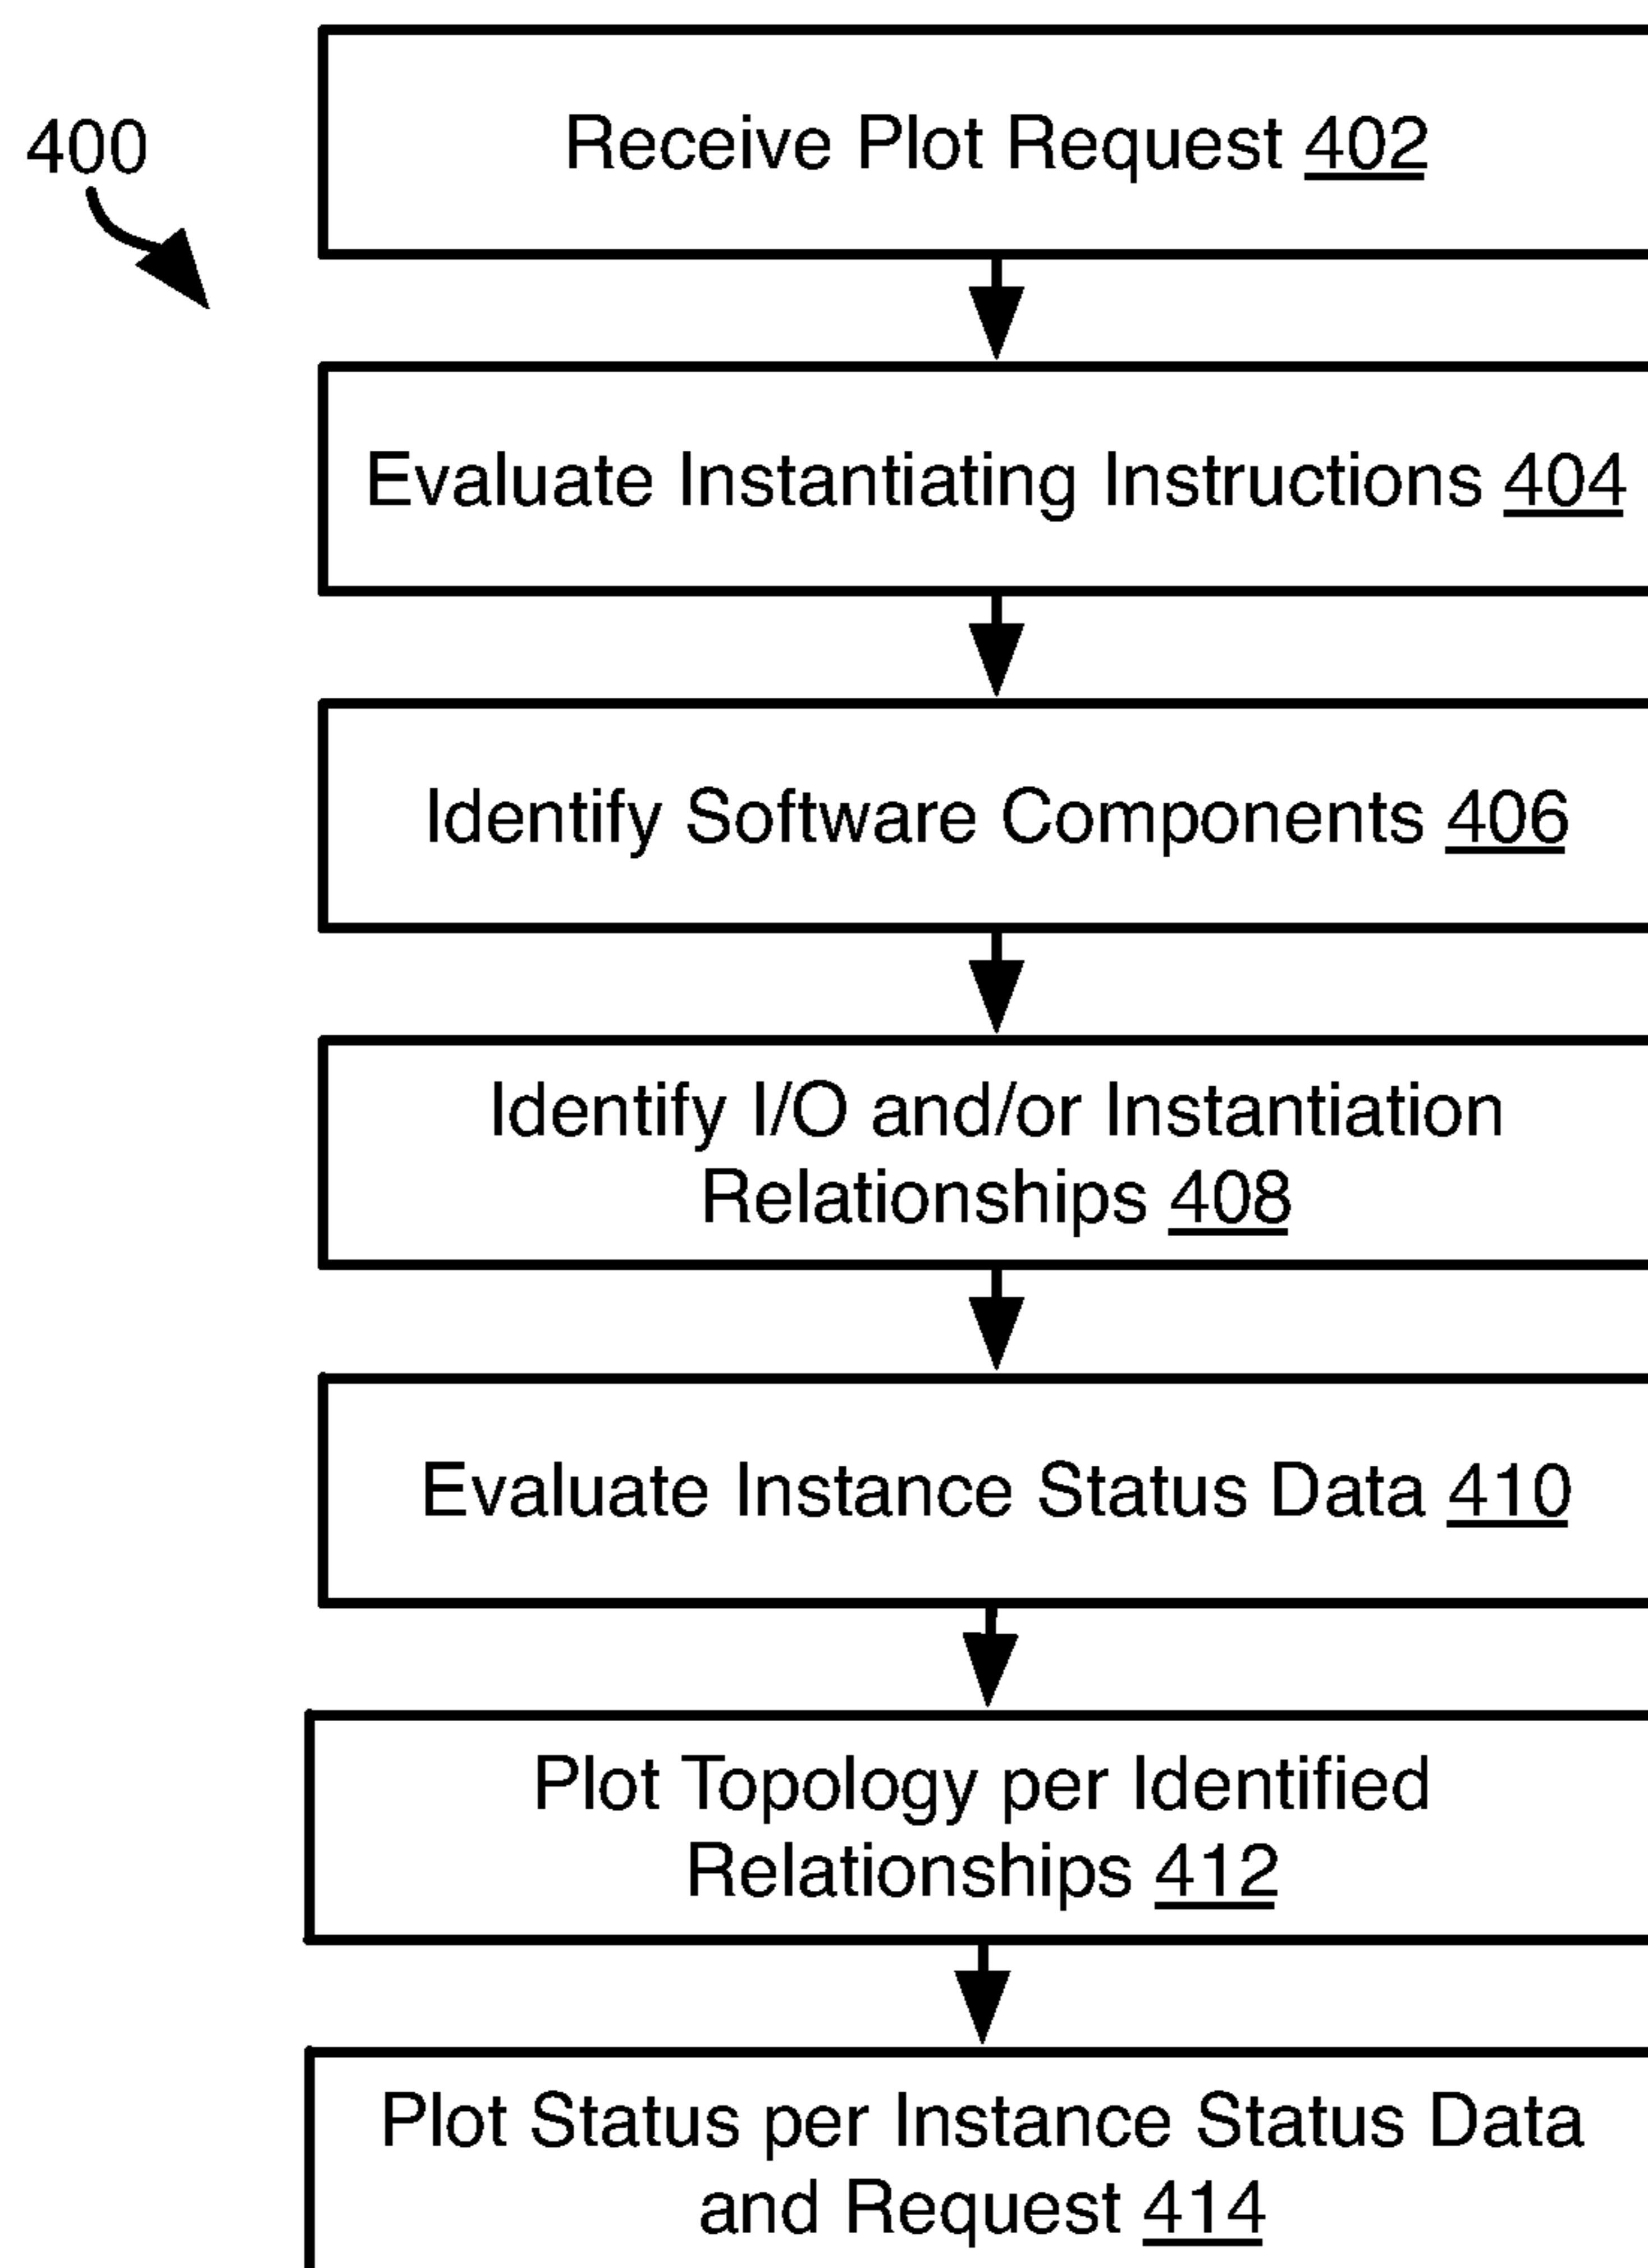 400
Receive Plot Request 402
Evaluate Instantiating Instructions 404
Identify Software Components 406
Identify I/O and/or Instantiation
Relationships 408
Evaluate Instance Status Data 410
Plot Topology per Identified
Relationships 412
Plot Status per Instance Status Data
and Request 414